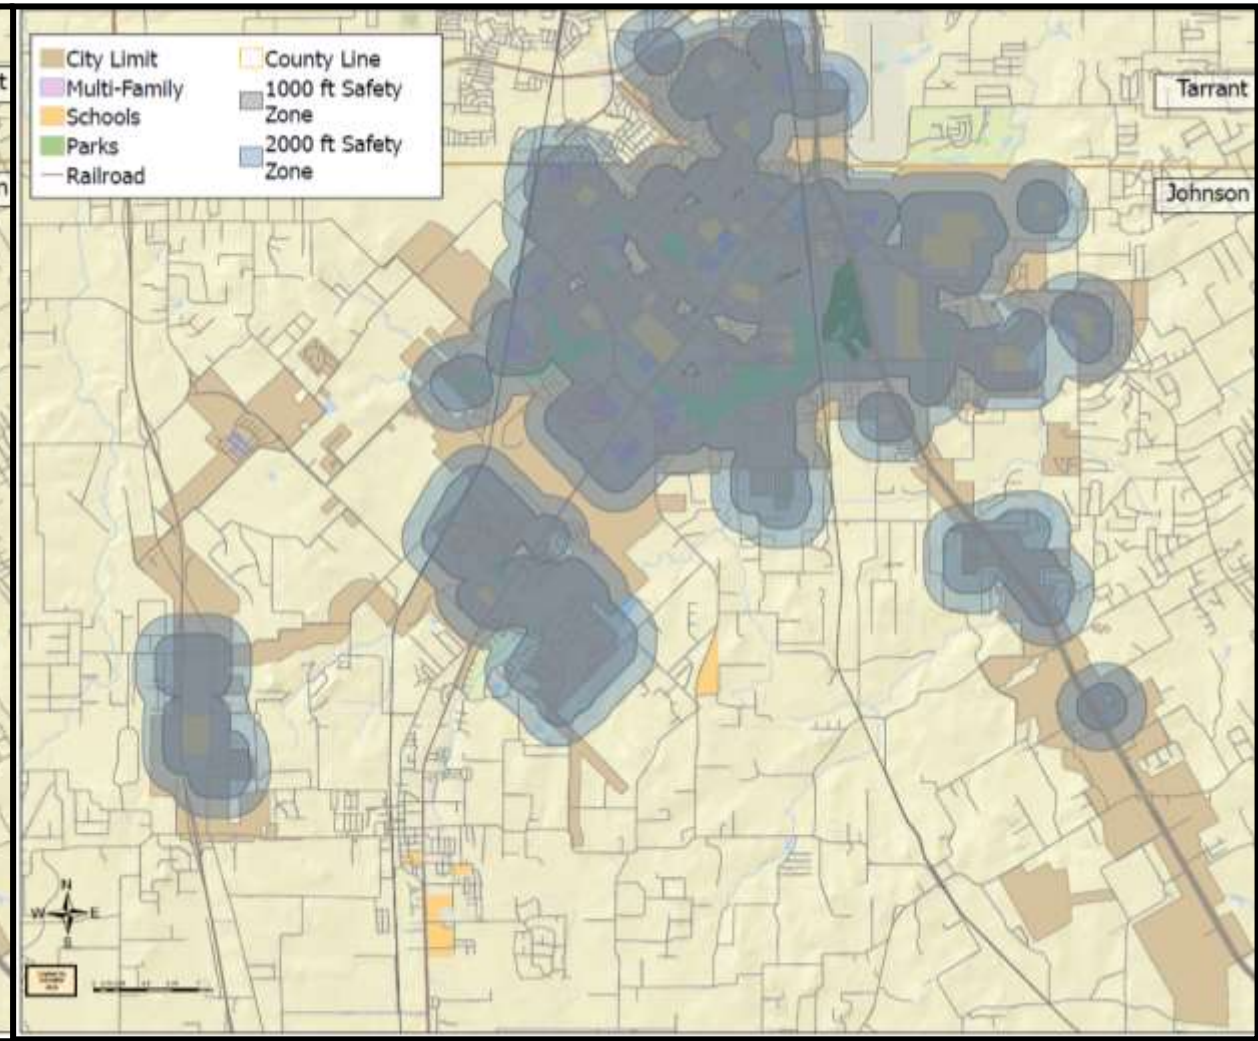 City Limit
Multi-Family
Schools
Parks
Railroad
County Line
1000 ft Safety
Zone
2000 ft Safety
Zone
t
Tarrant
n
Johnson
N
W E
S